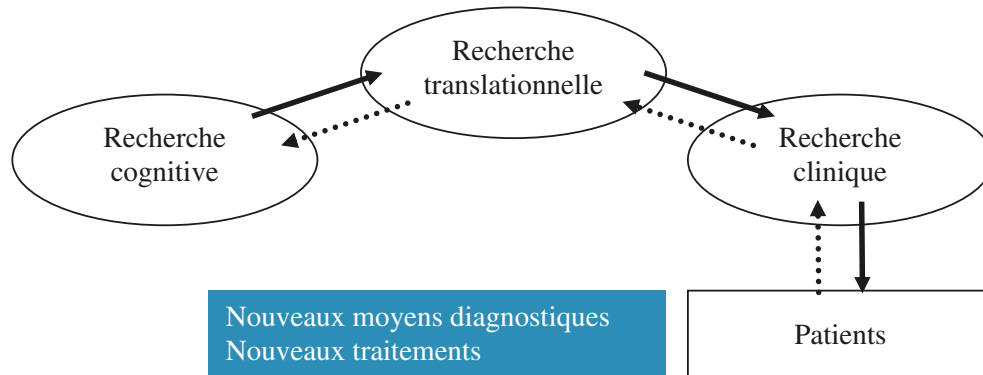 Recherche
translationnelle
Recherche
cognitive
Recherche
clinique
Nouveaux moyens diagnostiques
Nouveaux traitements
Patients